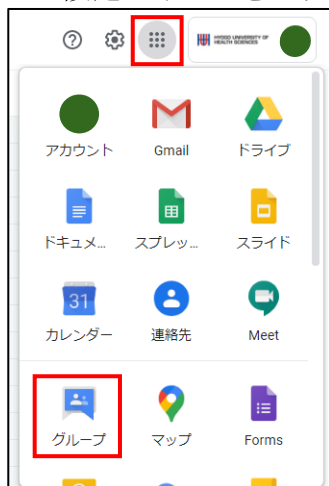 HYOGO UNIVERSITY OF
HEALTH SCIENCES
アカウント
Gmail
ドライブ
ドキュメ...
スプレッ...
スライド
31
カレンダー
連絡先
Meet
グループ
マップ
Forms